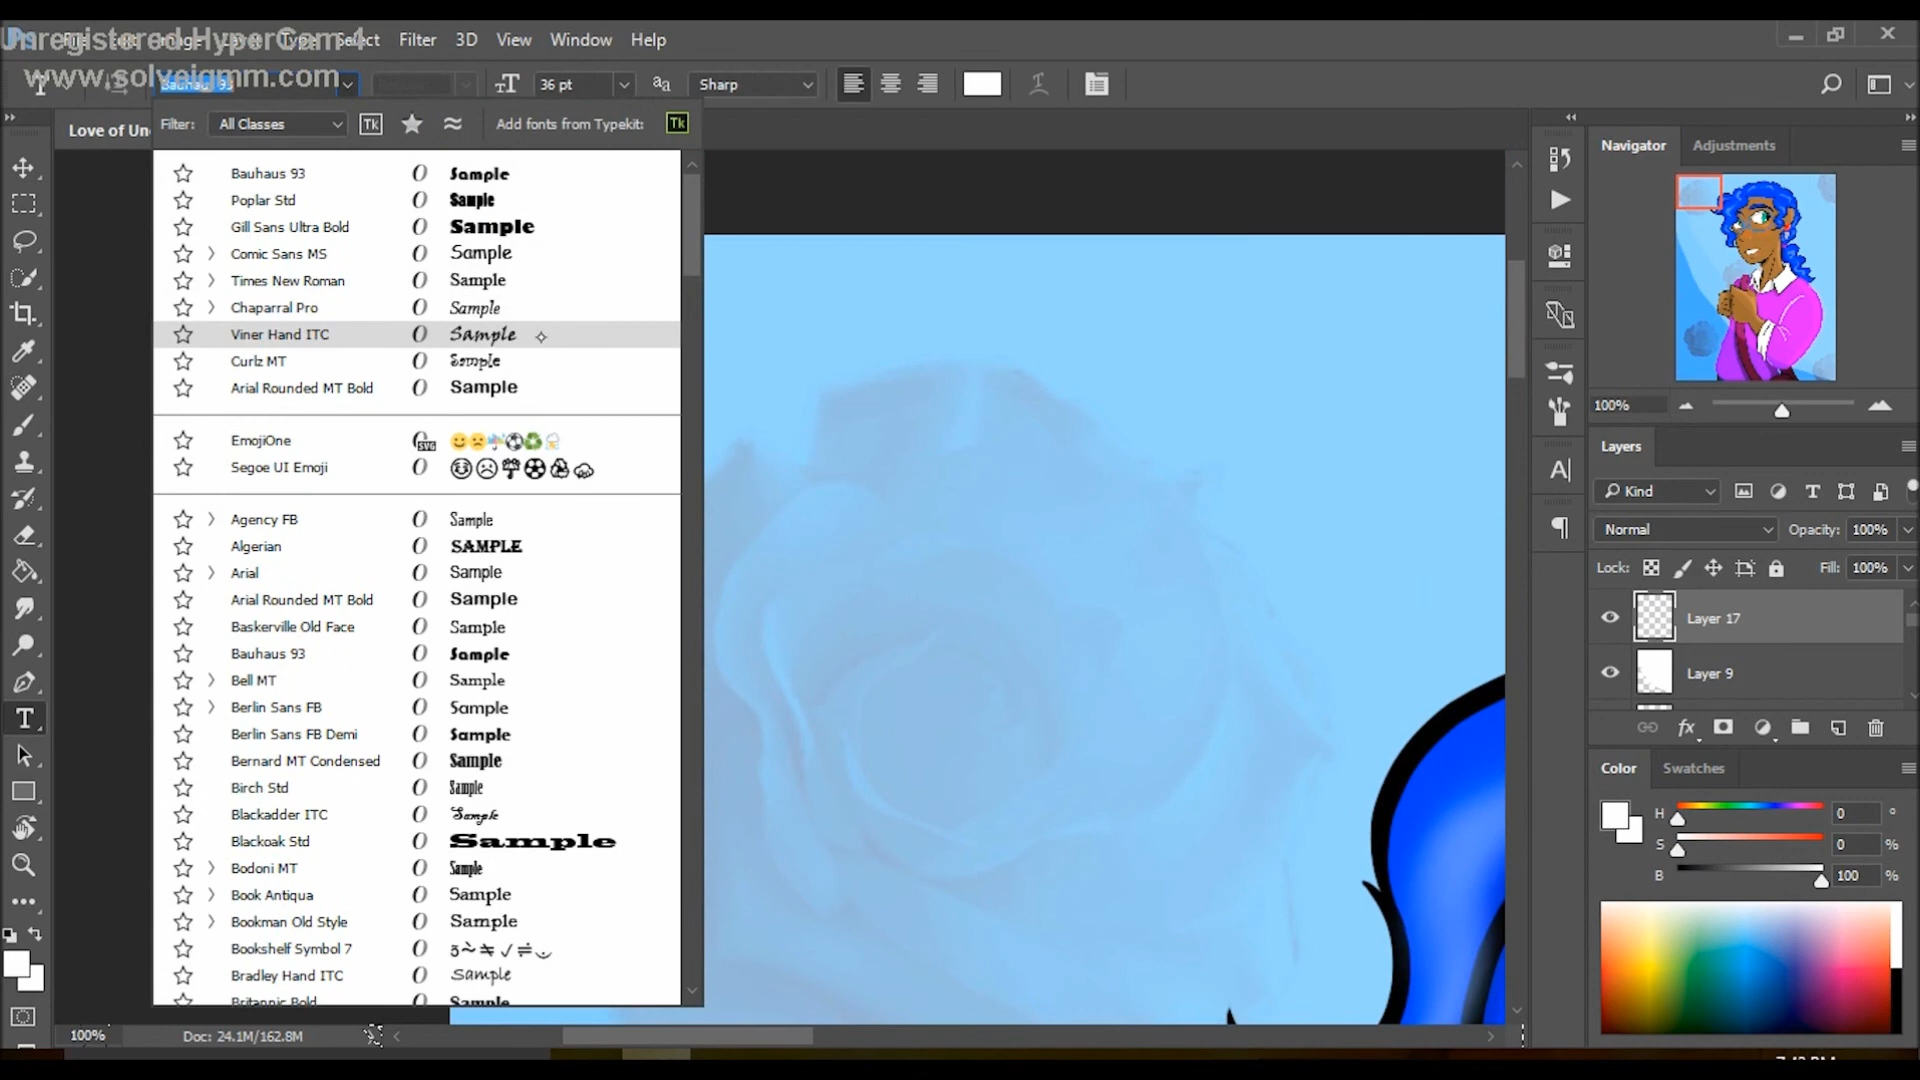 Unregistered HyperCam 4
Select Filter 3D View Window Help
www.solveigmm.com
Bauhaus 93
36 pt
Sharp
Filter: All Classes
Tk
Add fonts from Typekit: Tk
Love of Un
Bauhaus 93 Sample
Poplar Std Sample
Gill Sans Ultra Bold Sample
Comic Sans MS Sample
Times New Roman Sample
Chaparral Pro Sample
Viner Hand ITC Sample
Curlz MT Sample
Arial Rounded MT Bold Sample
EmojiOne
Segoe UI Emoji
Agency FB Sample
Algerian SAMPLE
Arial Sample
Arial Rounded MT Bold Sample
Baskerville Old Face Sample
Bauhaus 93 Sample
Bell MT Sample
Berlin Sans FB Sample
Berlin Sans FB Demi Sample
Bernard MT Condensed Sample
Birch Std Sample
Blackadder ITC Sample
Blackoak Std Sample
Bodoni MT Sample
Book Antiqua Sample
Bookman Old Style Sample
Bookshelf Symbol 7
Bradley Hand ITC Sample
Britannic Bold Sample
100% Doc: 24.1M/162.8M
Navigator Adjustments
100%
Layers
Kind
Normal Opacity: 100%
Lock: Fill: 100%
Layer 17
Layer 9
fx
Color Swatches
H 0 °
S 0 %
B 100 %